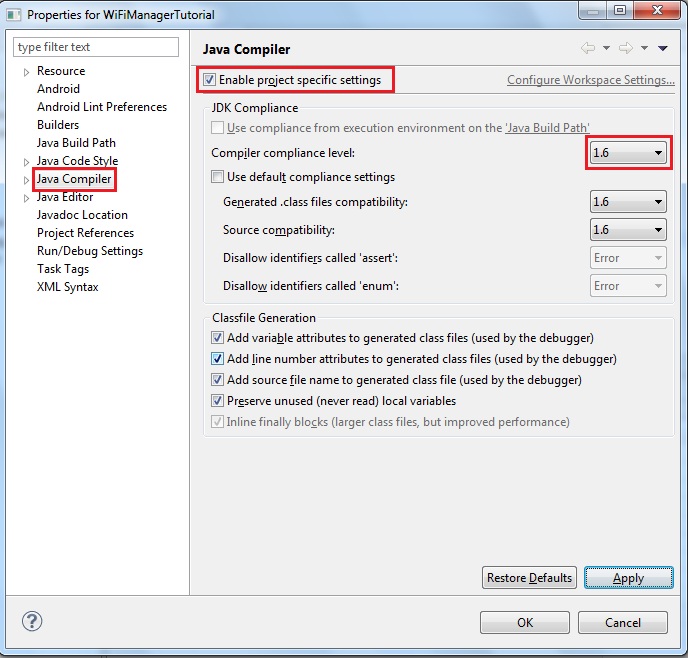 Properties for WiFiManagerTutorial
type filter text
Resource
Android
Android Lint Preferences
Builders
Java Build Path
Java Code Style
Java Compiler
Java Editor
Javadoc Location
Project References
Run/Debug Settings
Task Tags
XML Syntax
Java Compiler
Enable project specific settings
Configure Workspace Settings...
JDK Compliance
Use compliance from execution environment on the 'Java Build Path'
Compiler compliance level: 1.6
Use default compliance settings
Generated .class files compatibility: 1.6
Source compatibility: 1.6
Disallow identifiers called 'assert': Error
Disallow identifiers called 'enum': Error
Classfile Generation
Add variable attributes to generated class files (used by the debugger)
Add line number attributes to generated class files (used by the debugger)
Add source file name to generated class file (used by the debugger)
Preserve unused (never read) local variables
Inline finally blocks (larger class files, but improved performance)
Restore Defaults Apply
? OK Cancel